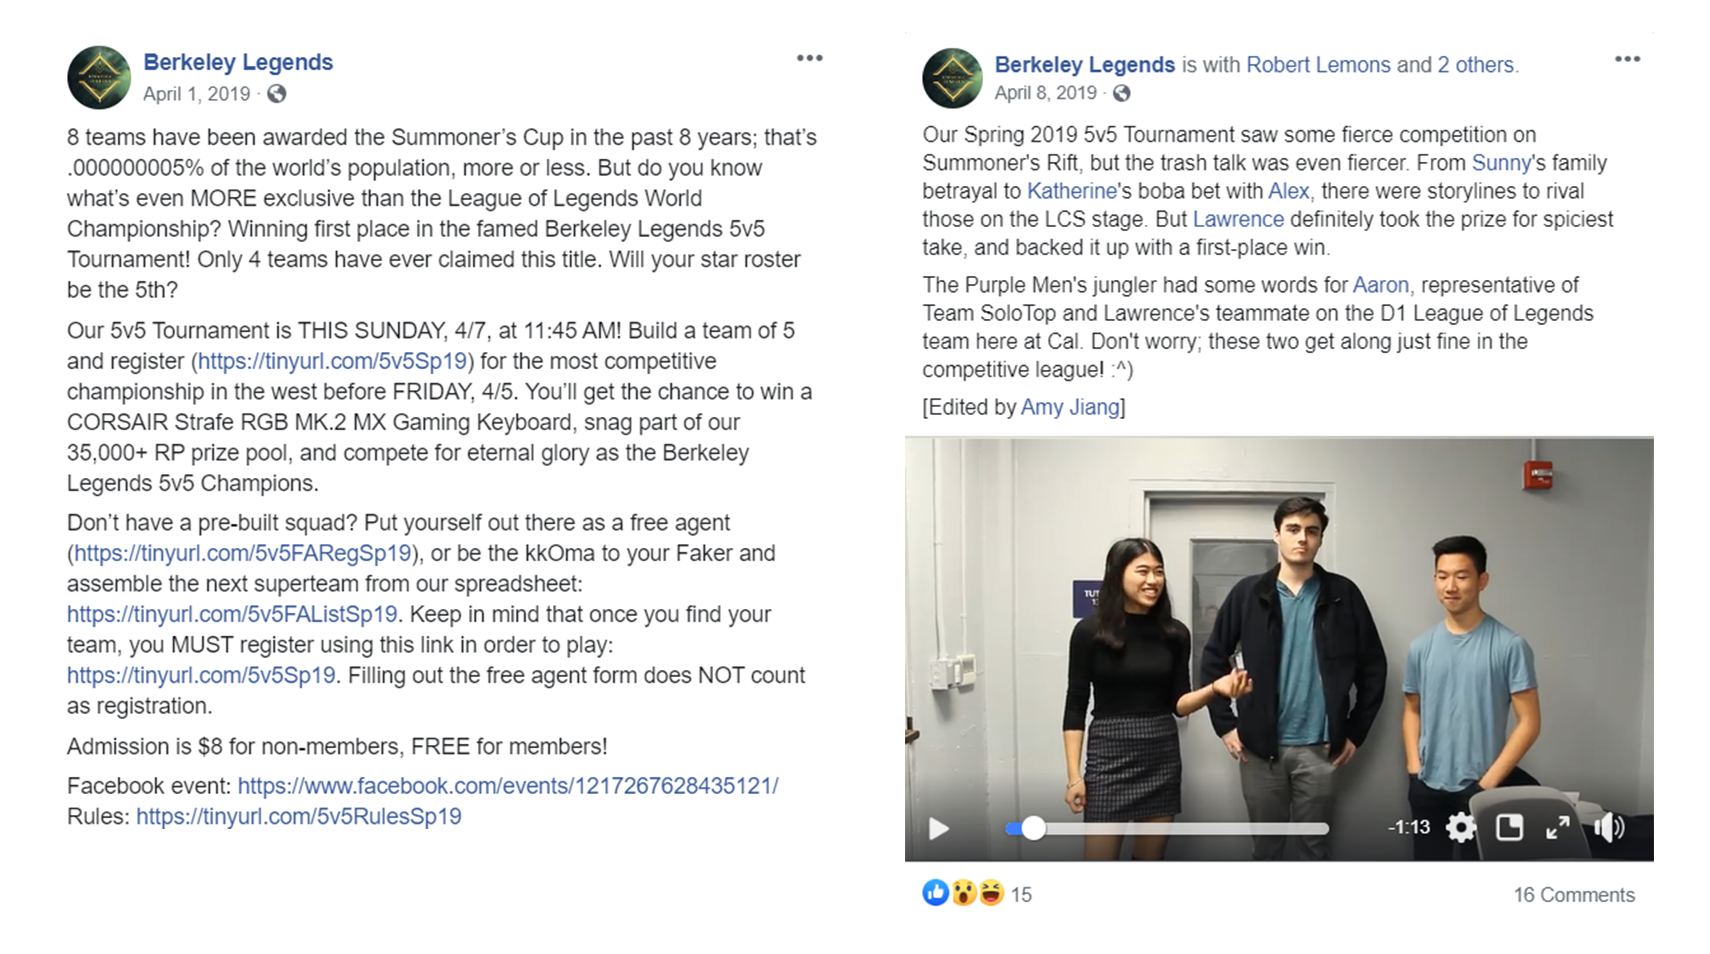 Berkeley Legends
April 1, 2019 ·
8 teams have been awarded the Summoner’s Cup in the past 8 years; that’s
.000000005% of the world’s population, more or less. But do you know
what’s even MORE exclusive than the League of Legends World
Championship? Winning first place in the famed Berkeley Legends 5v5
Tournament! Only 4 teams have ever claimed this title. Will your star roster
be the 5th?
Our 5v5 Tournament is THIS SUNDAY, 4/7, at 11:45 AM! Build a team of 5
and register (https://tinyurl.com/5v5Sp19) for the most competitive
championship in the west before FRIDAY, 4/5. You’ll get the chance to win a
CORSAIR Strafe RGB MK.2 MX Gaming Keyboard, snag part of our
35,000+ RP prize pool, and compete for eternal glory as the Berkeley
Legends 5v5 Champions.
Don’t have a pre-built squad? Put yourself out there as a free agent
(https://tinyurl.com/5v5FARegSp19), or be the kkOma to your Faker and
assemble the next superteam from our spreadsheet:
https://tinyurl.com/5v5FAListSp19. Keep in mind that once you find your
team, you MUST register using this link in order to play:
https://tinyurl.com/5v5Sp19. Filling out the free agent form does NOT count
as registration.
Admission is $8 for non-members, FREE for members!
Facebook event: https://www.facebook.com/events/1217267628435121/
Rules: https://tinyurl.com/5v5RulesSp19
Berkeley Legends is with Robert Lemons and 2 others.
April 8, 2019 ·
Our Spring 2019 5v5 Tournament saw some fierce competition on
Summoner's Rift, but the trash talk was even fiercer. From Sunny's family
betrayal to Katherine's boba bet with Alex, there were storylines to rival
those on the LCS stage. But Lawrence definitely took the prize for spiciest
take, and backed it up with a first-place win.
The Purple Men's jungler had some words for Aaron, representative of
Team SoloTop and Lawrence's teammate on the D1 League of Legends
team here at Cal. Don't worry; these two get along just fine in the
competitive league! :^)
[Edited by Amy Jiang]
TUT
-1:13
15
16 Comments